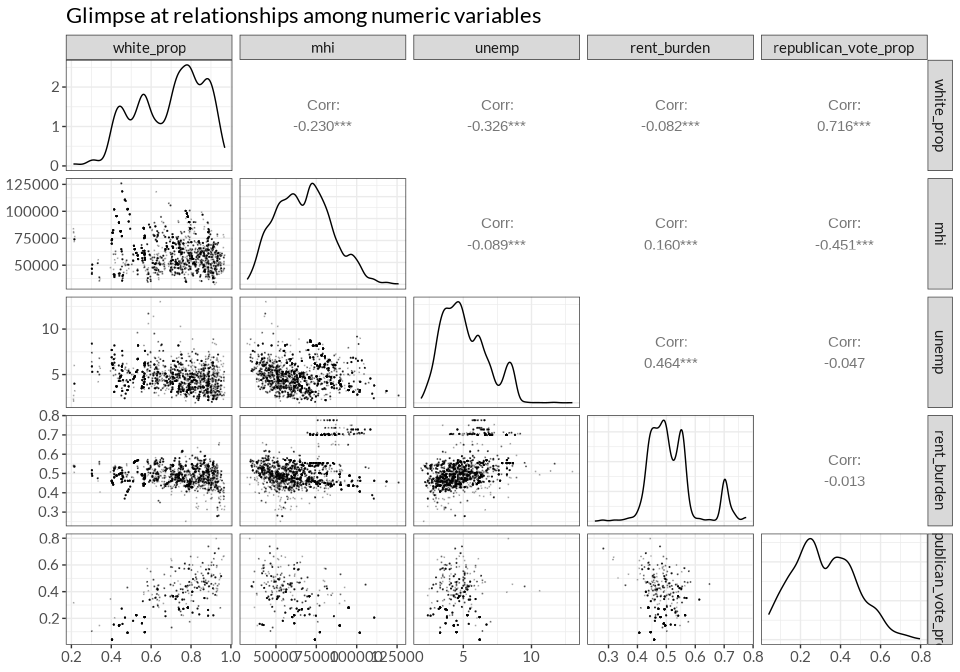 Glimpse at relationships among numeric variables
white_prop mhi unemp rent_burden republican_vote_prop
2
1
0
Corr:
-0.230***
Corr:
-0.326***
Corr:
-0.082***
Corr:
0.716***
white_prop
125000
100000
75000
50000
Corr:
-0.089***
Corr:
0.160***
Corr:
-0.451***
mhi
10
5
Corr:
0.464***
Corr:
-0.047
unemp
0.8
0.7
0.6
0.5
0.4
0.3
Corr:
-0.013
rent_burden
0.8
0.6
0.4
0.2
publican_vote_pro
0.2 0.4 0.6 0.8 1.0 50000 75000 100000 125000 5 10 0.3 0.4 0.5 0.6 0.7 0.8 0.2 0.4 0.6 0.8